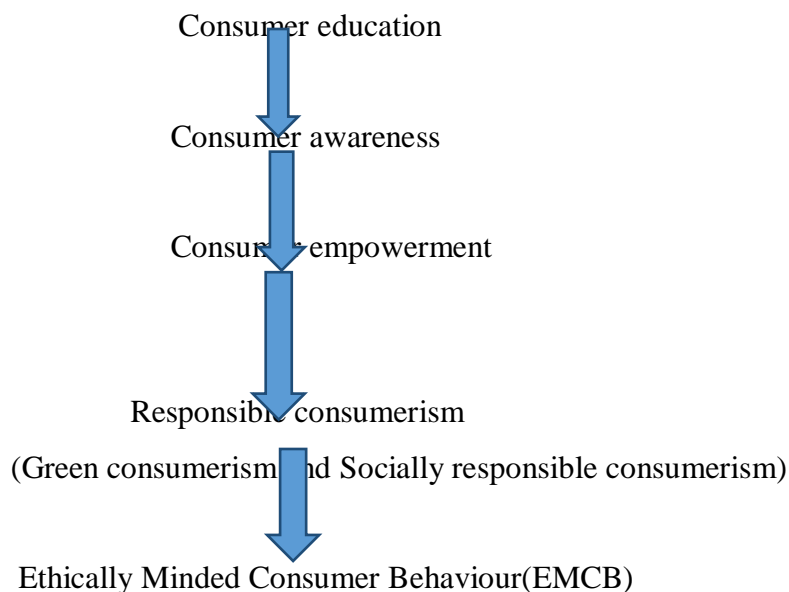 Consumer education
Consumer awareness
Consumer empowerment
Responsible consumerism
(Green consumerism and Socially responsible consumerism)
Ethically Minded Consumer Behaviour(EMCB)